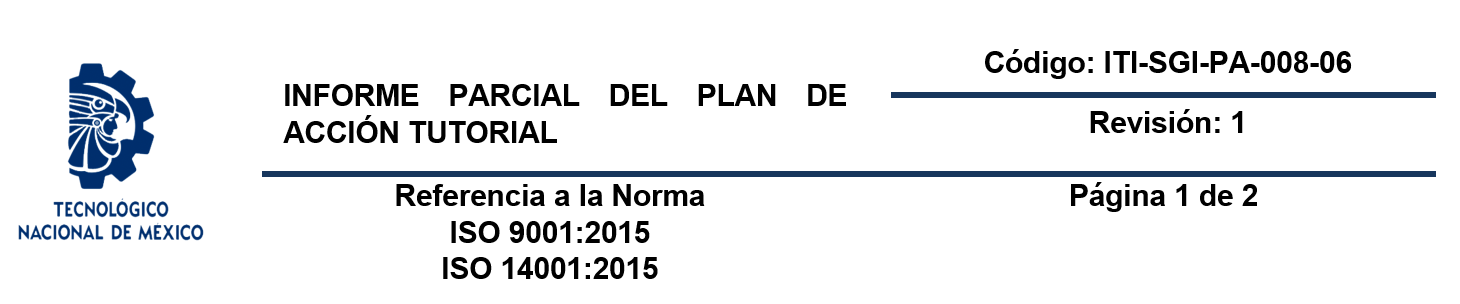 TECNOLÓGICO
NACIONAL DE MÉXICO
INFORME PARCIAL DEL PLAN DE
ACCIÓN TUTORIAL
Código: ITI-SGI-PA-008-06
Revisión: 1
Referencia a la Norma
ISO 9001:2015
ISO 14001:2015
Página 1 de 2